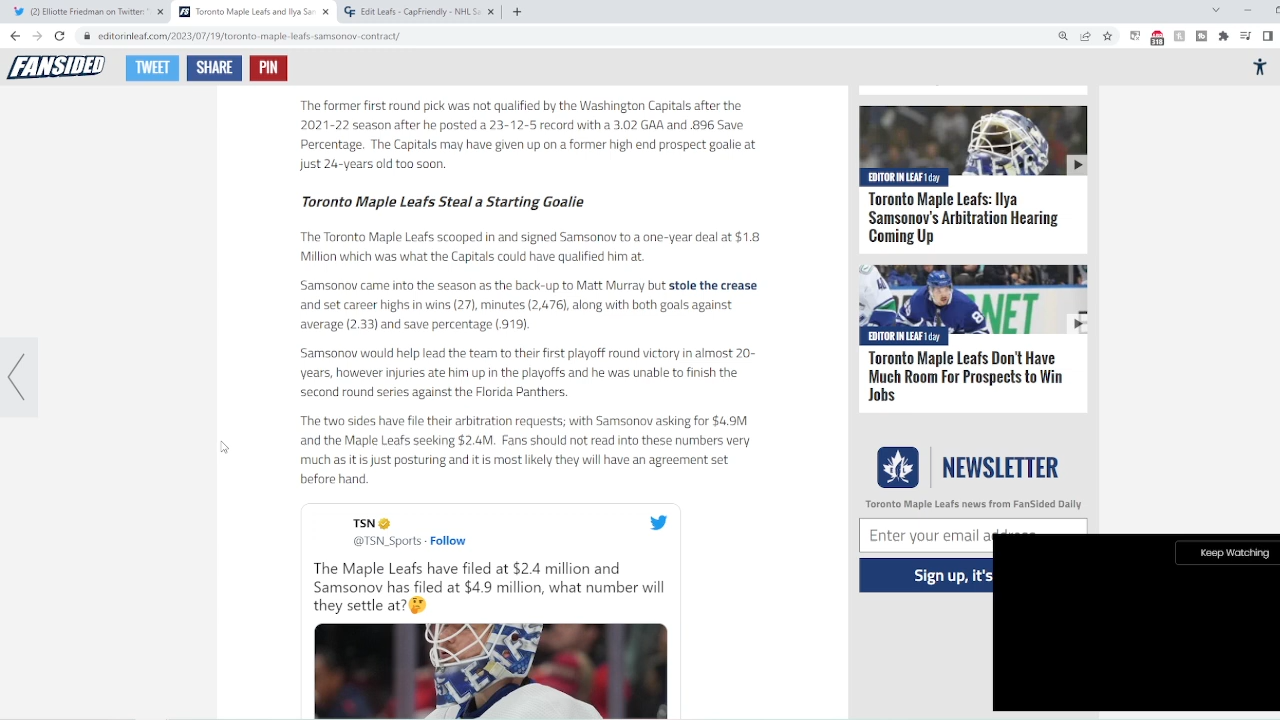 (2) Elliotte Friedman on Twitter: "
Toronto Maple Leafs and Ilya Sam
Edit Leafs - CapFriendly - NHL Sa
editorinleaf.com/2023/07/19/toronto-maple-leafs-samsonov-contract/
318
FANSIDED
TWEET
SHARE
PIN
The former first round pick was not qualified by the Washington Capitals after the
2021-22 season after he posted a 23-12-5 record with a 3.02 GAA and .896 Save
Percentage. The Capitals may have given up on a former high end prospect goalie at
just 24-years old too soon.
Toronto Maple Leafs Steal a Starting Goalie
The Toronto Maple Leafs scooped in and signed Samsonov to a one-year deal at $1.8
Million which was what the Capitals could have qualified him at.
Samsonov came into the season as the back-up to Matt Murray but stole the crease
and set career highs in wins (27), minutes (2,476), along with both goals against
average (2.33) and save percentage (.919).
Samsonov would help lead the team to their first playoff round victory in almost 20-
years, however injuries ate him up in the playoffs and he was unable to finish the
second round series against the Florida Panthers.
The two sides have file their arbitration requests; with Samsonov asking for $4.9M
and the Maple Leafs seeking $2.4M. Fans should not read into these numbers very
much as it is just posturing and it is most likely they will have an agreement set
before hand.
TSN
@TSN_Sports · Follow
The Maple Leafs have filed at $2.4 million and
Samsonov has filed at $4.9 million, what number will
they settle at?🤔
EDITOR IN LEAF 1 day
Toronto Maple Leafs: Ilya
Samsonov's Arbitration Hearing
Coming Up
EDITOR IN LEAF 1 day
Toronto Maple Leafs Don't Have
Much Room For Prospects to Win
Jobs
NEWSLETTER
Toronto Maple Leafs news from FanSided Daily
Enter your email address
Sign up, it's
Keep Watching